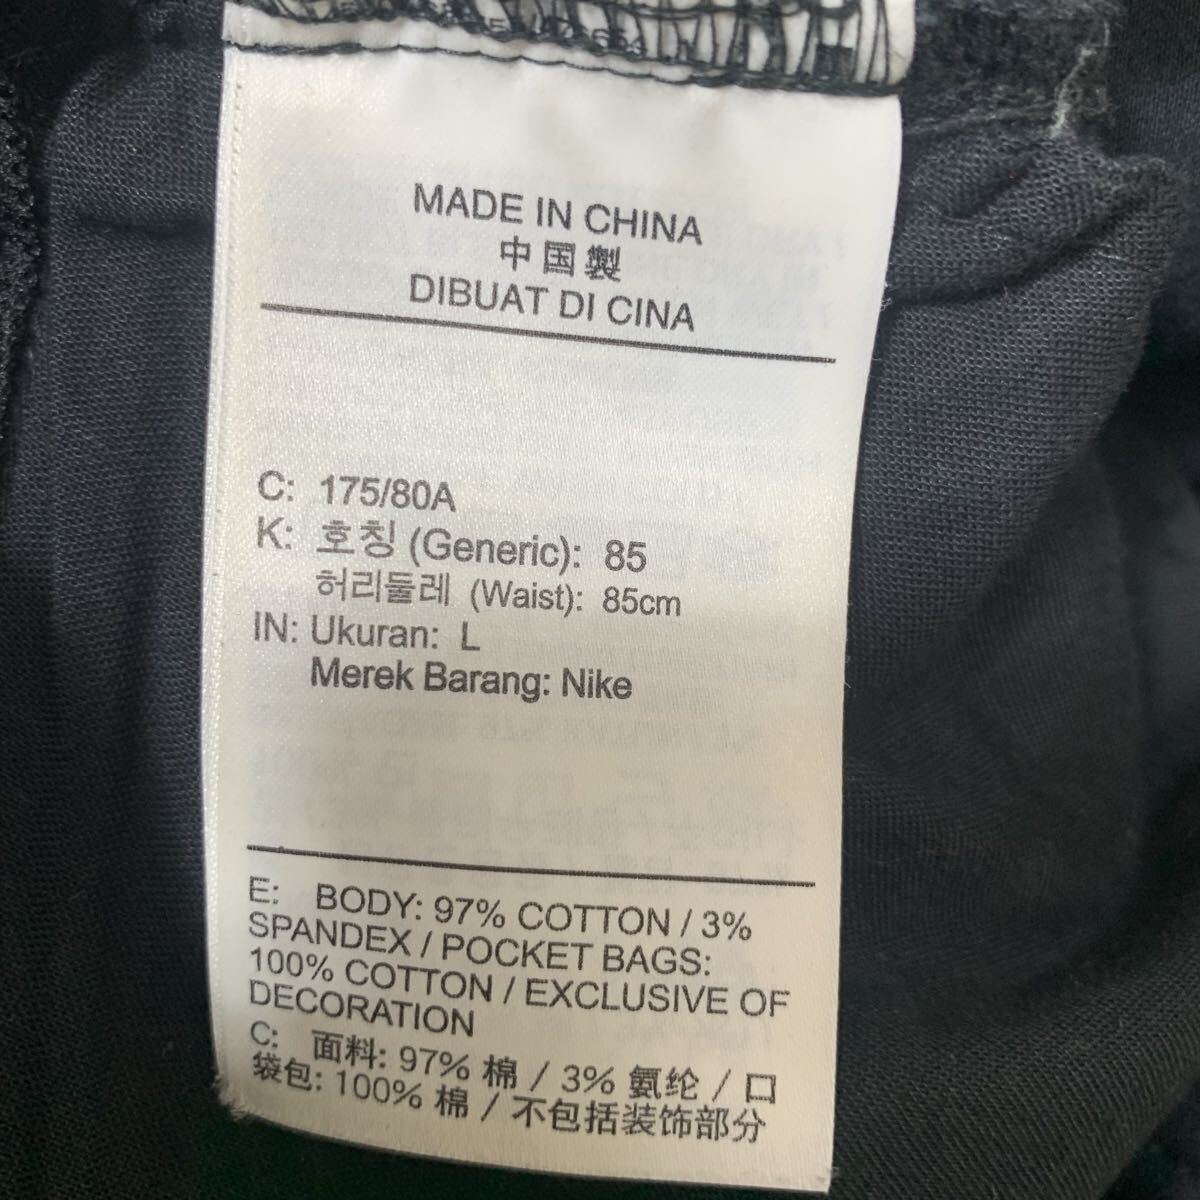 MADE IN CHINA
中国製
DIBUAT DI CINA
C: 175/80A
K: 호칭 (Generic): 85
허리둘레 (Waist): 85cm
IN: Ukuran: L
Merek Barang: Nike
E: BODY: 97% COTTON / 3%
SPANDEX / POCKET BAGS:
100% COTTON / EXCLUSIVE OF
DECORATION
C: 面料: 97% 棉 / 3% 氨纶 / 口
袋包: 100% 棉 / 不包括装饰部分